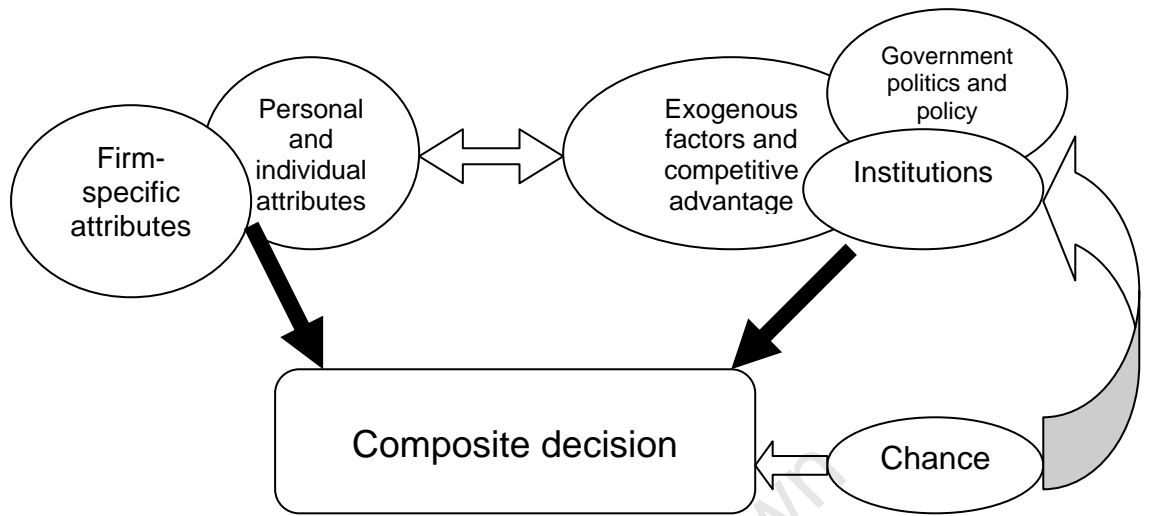 Firm-
specific
attributes
Personal
and
individual
attributes
Exogenous
factors and
competitive
advantage
Government
politics and
policy
Institutions
Composite decision
Chance